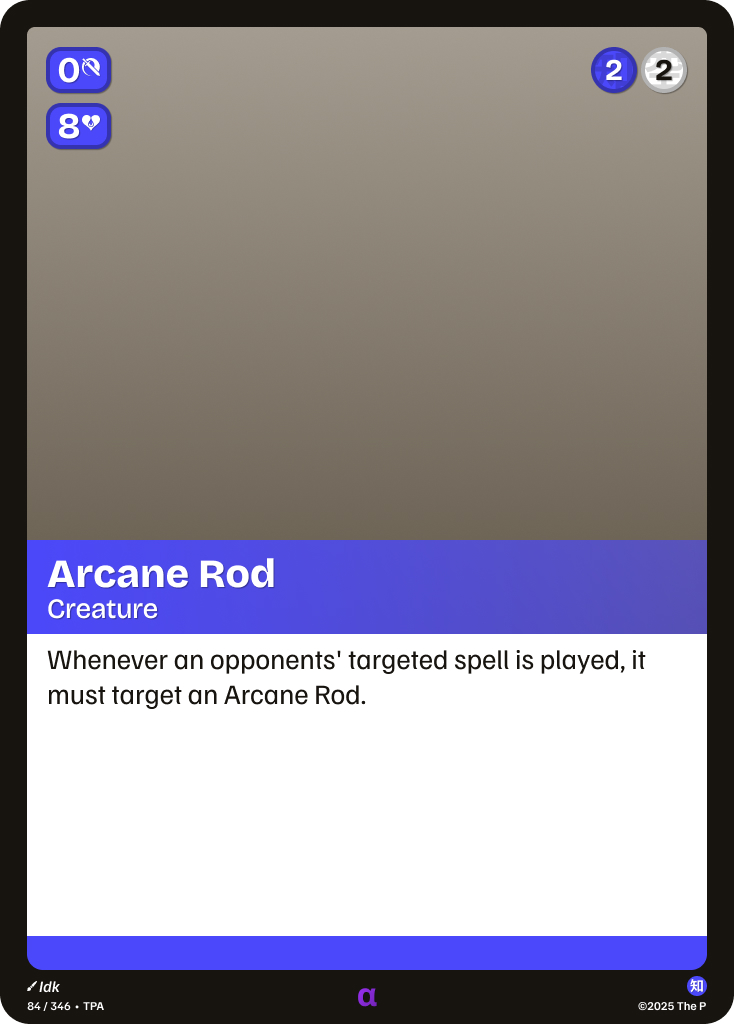 0
2 2
8
Arcane Rod
Creature
Whenever an opponents' targeted spell is played, it
must target an Arcane Rod.
Idk
知
84 / 346 • TPA
α
©2025 The P